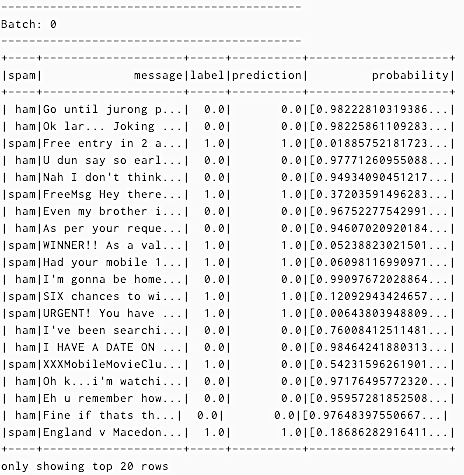 -------------------------------------------
Batch: 0
-------------------------------------------
+----+--------------------+-----+----------+--------------------+
|spam|             message|label|prediction|         probability|
+----+--------------------+-----+----------+--------------------+
| ham|Go until jurong p...|  0.0|       0.0|[0.98222810319386...|
| ham|Ok lar... Joking ...|  0.0|       0.0|[0.98225861109283...|
|spam|Free entry in 2 a...|  1.0|       1.0|[0.01885752181723...|
| ham|U dun say so earl...|  0.0|       0.0|[0.97771260955088...|
| ham|Nah I don't think...|  0.0|       0.0|[0.94934090451217...|
|spam|FreeMsg Hey there...|  1.0|       1.0|[0.37203591496283...|
| ham|Even my brother i...|  0.0|       0.0|[0.96752277542991...|
| ham|As per your reque...|  0.0|       0.0|[0.94607020920184...|
|spam|WINNER!! As a val...|  1.0|       1.0|[0.05238823021501...|
|spam|Had your mobile 1...|  1.0|       1.0|[0.06098116990971...|
| ham|I'm gonna be home...|  0.0|       0.0|[0.99097672028864...|
|spam|SIX chances to wi...|  1.0|       1.0|[0.12092943424657...|
|spam|URGENT! You have ...|  1.0|       1.0|[0.00643803948809...|
| ham|I've been searchi...|  0.0|       0.0|[0.76008412511481...|
| ham|I HAVE A DATE ON ...|  0.0|       0.0|[0.98464241880313...|
|spam|XXXMobileMovieClu...|  1.0|       0.0|[0.54231596261901...|
| ham|Oh k...i'm watchi...|  0.0|       0.0|[0.97176495772320...|
| ham|Eh u remember how...|  0.0|       0.0|[0.95957281852508...|
| ham|Fine if thats th...|  0.0|       0.0|[0.97648397550667...|
|spam|England v Macedon...|  1.0|       1.0|[0.18686282916411...|
+----+--------------------+-----+----------+--------------------+
only showing top 20 rows